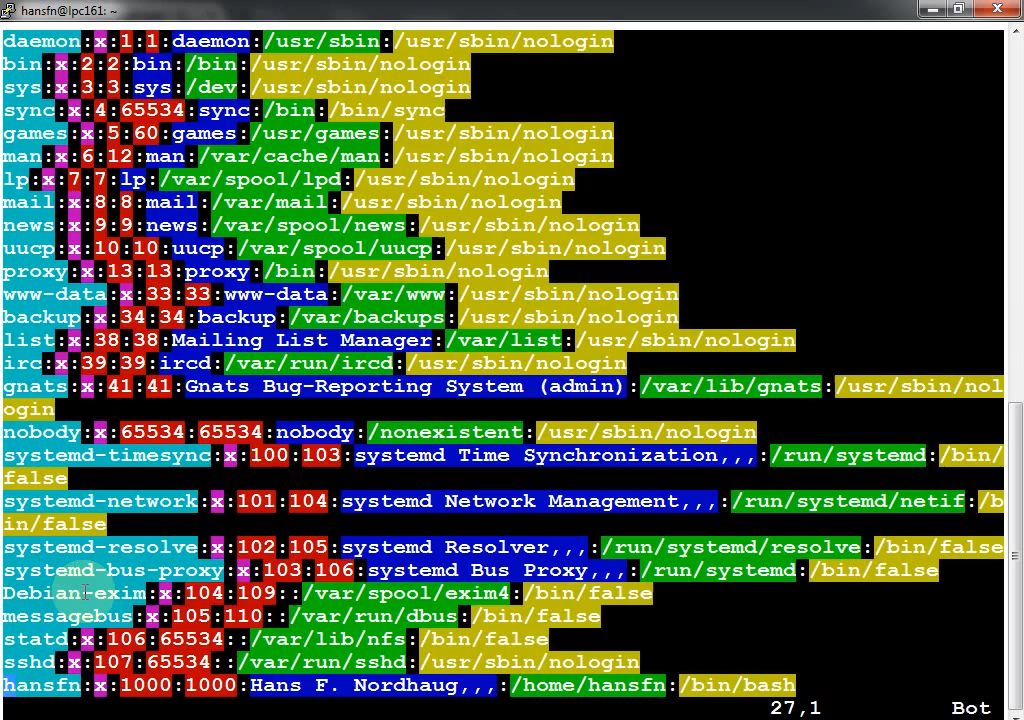 hansfn@lpc161: ~
daemon:x:1:1:daemon:/usr/sbin:/usr/sbin/nologin
bin:x:2:2:bin:/bin:/usr/sbin/nologin
sys:x:3:3:sys:/dev:/usr/sbin/nologin
sync:x:4:65534:sync:/bin:/bin/sync
games:x:5:60:games:/usr/games:/usr/sbin/nologin
man:x:6:12:man:/var/cache/man:/usr/sbin/nologin
lp:x:7:7:lp:/var/spool/lpd:/usr/sbin/nologin
mail:x:8:8:mail:/var/mail:/usr/sbin/nologin
news:x:9:9:news:/var/spool/news:/usr/sbin/nologin
uucp:x:10:10:uucp:/var/spool/uucp:/usr/sbin/nologin
proxy:x:13:13:proxy:/bin:/usr/sbin/nologin
www-data:x:33:33:www-data:/var/www:/usr/sbin/nologin
backup:x:34:34:backup:/var/backups:/usr/sbin/nologin
list:x:38:38:Mailing List Manager:/var/list:/usr/sbin/nologin
irc:x:39:39:ircd:/var/run/ircd:/usr/sbin/nologin
gnats:x:41:41:Gnats Bug-Reporting System (admin):/var/lib/gnats:/usr/sbin/nol
ogin
nobody:x:65534:65534:nobody:/nonexistent:/usr/sbin/nologin
systemd-timesync:x:100:103:systemd Time Synchronization,,,:/run/systemd:/bin/
false
systemd-network:x:101:104:systemd Network Management,,,:/run/systemd/netif:/b
in/false
systemd-resolve:x:102:105:systemd Resolver,,,:/run/systemd/resolve:/bin/false
systemd-bus-proxy:x:103:106:systemd Bus Proxy,,,:/run/systemd:/bin/false
Debian-exim:x:104:109::/var/spool/exim4:/bin/false
messagebus:x:105:110::/var/run/dbus:/bin/false
statd:x:106:65534::/var/lib/nfs:/bin/false
sshd:x:107:65534::/var/run/sshd:/usr/sbin/nologin
hansfn:x:1000:1000:Hans F. Nordhaug,,,:/home/hansfn:/bin/bash
27,1 Bot